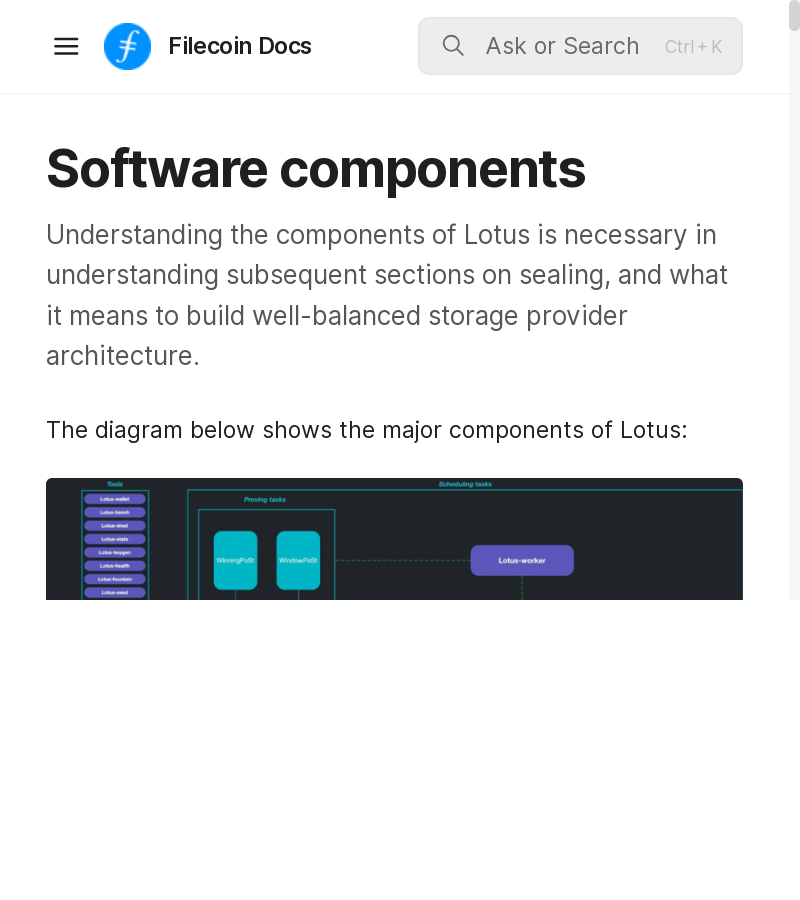 Filecoin Docs
Ask or Search
Ctrl + K
Software components
Understanding the components of Lotus is necessary in
understanding subsequent sections on sealing, and what
it means to build well-balanced storage provider
architecture.
The diagram below shows the major components of Lotus:
Tools
Scheduling tasks
Lotus-wallet
Proving tasks
Lotus-bench
Lotus-shed
Lotus-stats
Lotus-keygen
Lotus-health
Lotus-fountain
Lotus-seed
WinningPoSt
WindowPoSt
Lotus-worker